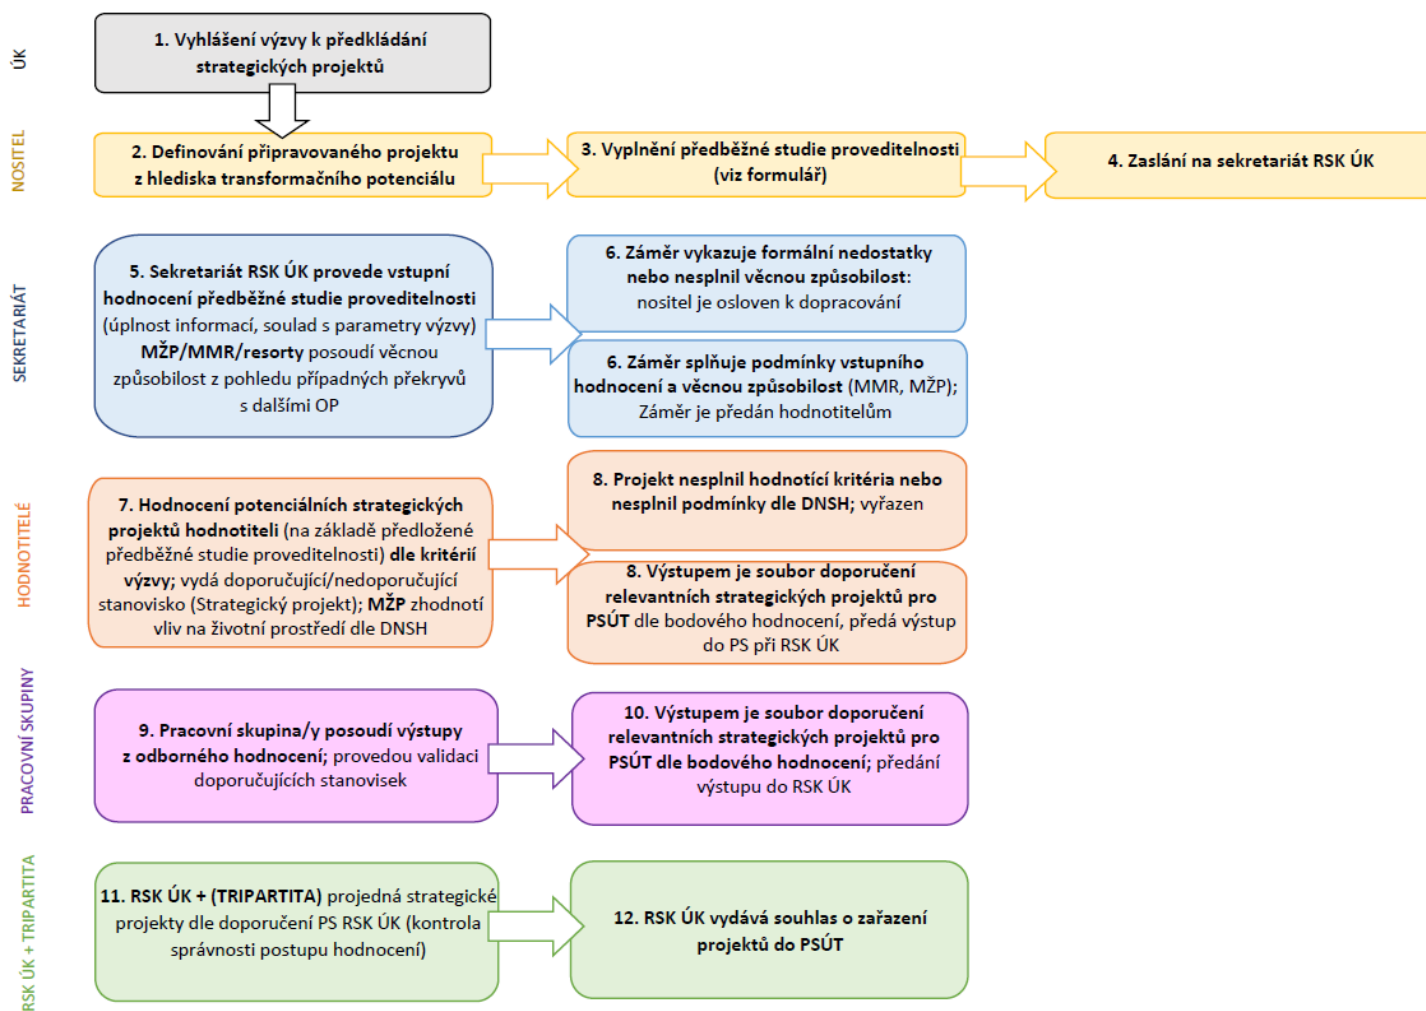 ÚK
1. Vyhlášení výzvy k předkládání
strategických projektů
NOSITEL
2. Definování připravovaného projektu
z hlediska transformačního potenciálu
3. Vyplnění předběžné studie proveditelnosti
(viz formulář)
4. Zaslání na sekretariát RSK ÚK
SEKRETARIÁT
5. Sekretariát RSK ÚK provede vstupní
hodnocení předběžné studie proveditelnosti
(úplnost informací, soulad s parametry výzvy)
MŽP/MMR/resorty posoudí věcnou
způsobilost z pohledu případných překryvů
s dalšími OP
6. Záměr vykazuje formální nedostatky
nebo nesplnil věcnou způsobilost:
nositel je osloven k dopracování
6. Záměr splňuje podmínky vstupního
hodnocení a věcnou způsobilost (MMR, MŽP);
Záměr je předán hodnotitelům
HODNOTITELÉ
7. Hodnocení potenciálních strategických
projektů hodnotiteli (na základě předložené
předběžné studie proveditelnosti) dle kritérií
výzvy; vydá doporučující/nedoporučující
stanovisko (Strategický projekt); MŽP zhodnotí
vliv na životní prostředí dle DNSH
8. Projekt nesplnil hodnotící kritéria nebo
nesplnil podmínky dle DNSH; vyřazen
8. Výstupem je soubor doporučení
relevantních strategických projektů pro
PSÚT dle bodového hodnocení, předá výstup
do PS při RSK ÚK
PRACOVNÍ SKUPINY
9. Pracovní skupina/y posoudí výstupy
z odborného hodnocení; provedou validaci
doporučujících stanovisek
10. Výstupem je soubor doporučení
relevantních strategických projektů pro
PSÚT dle bodového hodnocení; předání
výstupu do RSK ÚK
RSK ÚK + TRIPARTITA
11. RSK ÚK + (TRIPARTITA) projedná strategické
projekty dle doporučení PS RSK ÚK (kontrola
správnosti postupu hodnocení)
12. RSK ÚK vydává souhlas o zařazení
projektů do PSÚT